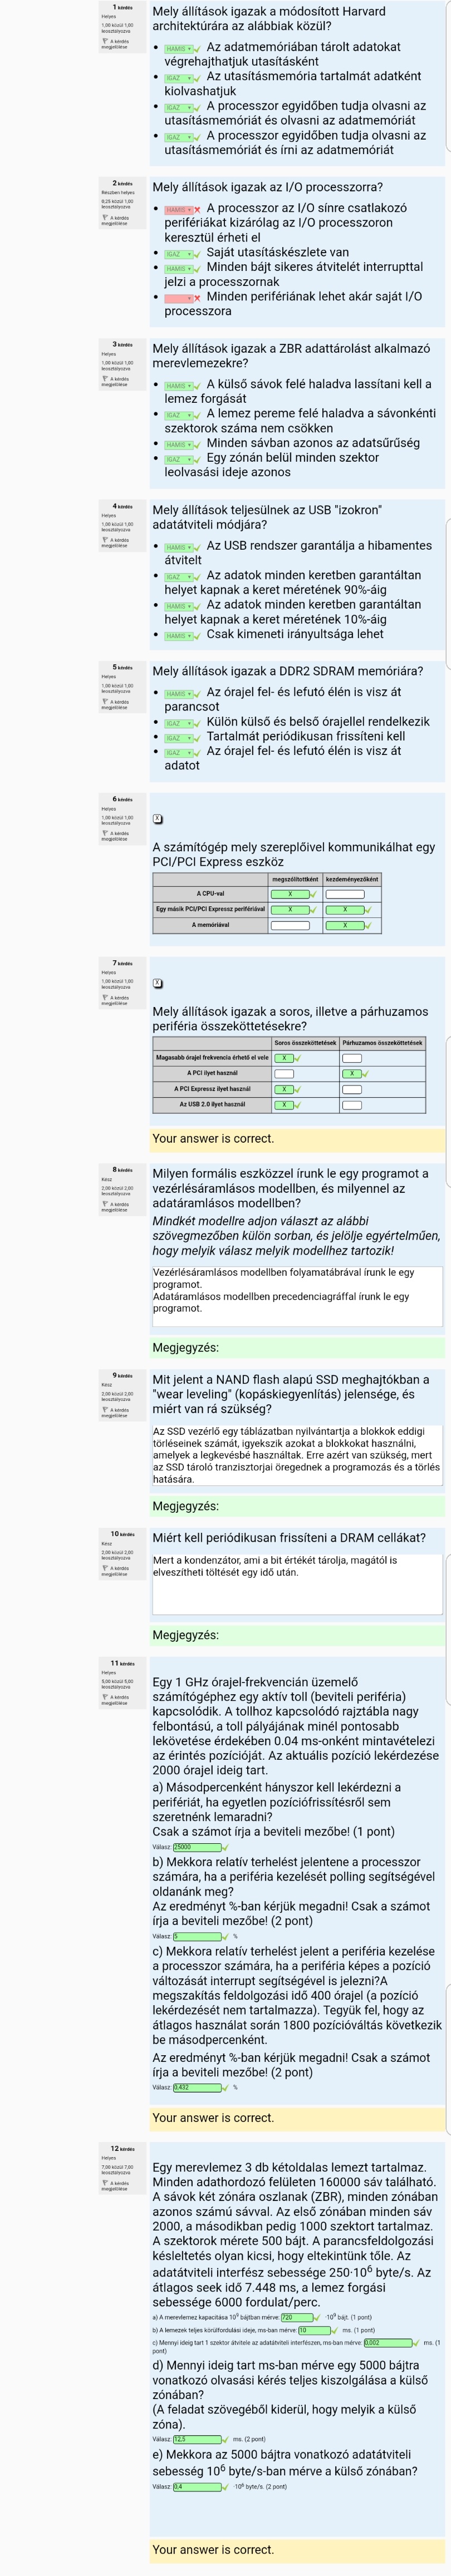 1 kérdés
Helyes
1,00 közül 1,00 leosztályozva
A kérdés megjelölése
Mely állítások igazak a módosított Harvard
architektúrára az alábbiak közül?
HAMIS Az adatmemóriában tárolt adatokat
végrehajthatjuk utasításként
IGAZ Az utasításmemória tartalmát adatként
kiolvashatjuk
IGAZ A processzor egyidőben tudja olvasni az
utasításmemóriát és olvasni az adatmemóriát
IGAZ A processzor egyidőben tudja olvasni az
utasításmemóriát és írni az adatmemóriát
2 kérdés
Részben helyes
0,25 közül 1,00 leosztályozva
A kérdés megjelölése
Mely állítások igazak az I/O processzorra?
HAMIS A processzor az I/O sínre csatlakozó
perifériákat kizárólag az I/O processzoron
keresztül érheti el
IGAZ Saját utasításkészlete van
HAMIS Minden bájt sikeres átvitelét interrupttal
jelzi a processzornak
Minden perifériának lehet akár saját I/O
processzora
3 kérdés
Helyes
1,00 közül 1,00 leosztályozva
A kérdés megjelölése
Mely állítások igazak a ZBR adattárolást alkalmazó
merevlemezekre?
HAMIS A külső sávok felé haladva lassítani kell a
lemez forgását
IGAZ A lemez pereme felé haladva a sávonkénti
szektorok száma nem csökken
HAMIS Minden sávban azonos az adatsűrűség
IGAZ Egy zónán belül minden szektor
leolvasási ideje azonos
4 kérdés
Helyes
1,00 közül 1,00 leosztályozva
A kérdés megjelölése
Mely állítások teljesülnek az USB "izokron"
adatátviteli módjára?
HAMIS Az USB rendszer garantálja a hibamentes
átvitelt
IGAZ Az adatok minden keretben garantáltan
helyet kapnak a keret méretének 90%-áig
HAMIS Az adatok minden keretben garantáltan
helyet kapnak a keret méretének 10%-áig
HAMIS Csak kimeneti irányultsága lehet
5 kérdés
Helyes
1,00 közül 1,00 leosztályozva
A kérdés megjelölése
Mely állítások igazak a DDR2 SDRAM memóriára?
HAMIS Az órajel fel- és lefutó élén is visz át
parancsot
IGAZ Külön külső és belső órajellel rendelkezik
IGAZ Tartalmát periódikusan frissíteni kell
IGAZ Az órajel fel- és lefutó élén is visz át
adatot
6 kérdés
Helyes
1,00 közül 1,00 leosztályozva
A kérdés megjelölése
X
A számítógép mely szereplőivel kommunikálhat egy
PCI/PCI Express eszköz
megszólítottként kezdeményezőként
A CPU-val X
Egy másik PCI/PCI Expressz perifériával X X
A memóriával X
7 kérdés
Helyes
1,00 közül 1,00 leosztályozva
A kérdés megjelölése
X
Mely állítások igazak a soros, illetve a párhuzamos
periféria összeköttetésekre?
Soros összeköttetések Párhuzamos összeköttetések
Magasabb órajel frekvencia érhető el vele X
A PCI ilyet használ X
A PCI Expressz ilyet használ X
Az USB 2.0 ilyet használ X
Your answer is correct.
8 kérdés
Kész
2,00 közül 2,00 leosztályozva
A kérdés megjelölése
Milyen formális eszközzel írunk le egy programot a
vezérlésáramlásos modellben, és milyennel az
adatáramlásos modellben?
Mindkét modellre adjon választ az alábbi
szövegmezőben külön sorban, és jelölje egyértelműen,
hogy melyik válasz melyik modellhez tartozik!
Vezérlésáramlásos modellben folyamatábrával írunk le egy
programot.
Adatáramlásos modellben precedenciagráffal írunk le egy
programot.
Megjegyzés:
9 kérdés
Kész
2,00 közül 2,00 leosztályozva
A kérdés megjelölése
Mit jelent a NAND flash alapú SSD meghajtókban a
"wear leveling" (kopáskiegyenlítés) jelensége, és
miért van rá szükség?
Az SSD vezérlő egy táblázatban nyilvántartja a blokkok eddigi
törléseinek számát, igyekszik azokat a blokkokat használni,
amelyek a legkevésbé használtak. Erre azért van szükség, mert
az SSD tároló tranzisztorjai öregednek a programozás és a törlés
hatására.
Megjegyzés:
10 kérdés
Kész
2,00 közül 2,00 leosztályozva
A kérdés megjelölése
Miért kell periódikusan frissíteni a DRAM cellákat?
Mert a kondenzátor, ami a bit értékét tárolja, magától is
elveszítheti töltését egy idő után.
Megjegyzés:
11 kérdés
Helyes
5,00 közül 5,00 leosztályozva
A kérdés megjelölése
Egy 1 GHz órajel-frekvencián üzemelő
számítógéphez egy aktív toll (beviteli periféria)
kapcsolódik. A tollhoz kapcsolódó rajztábla nagy
felbontású, a toll pályájának minél pontosabb
lekövetése érdekében 0.04 ms-onként mintavételezi
az érintés pozícióját. Az aktuális pozíció lekérdezése
2000 órajel ideig tart.
a) Másodpercenként hányszor kell lekérdezni a
perifériát, ha egyetlen pozíciófrissítésről sem
szeretnénk lemaradni?
Csak a számot írja a beviteli mezőbe! (1 pont)
Válasz: 25000
b) Mekkora relatív terhelést jelentene a processzor
számára, ha a periféria kezelését polling segítségével
oldanánk meg?
Az eredményt %-ban kérjük megadni! Csak a számot
írja a beviteli mezőbe! (2 pont)
Válasz: 5 %
c) Mekkora relatív terhelést jelent a periféria kezelése
a processzor számára, ha a periféria képes a pozíció
változását interrupt segítségével is jelezni?A
megszakítás feldolgozási idő 400 órajel (a pozíció
lekérdezését nem tartalmazza). Tegyük fel, hogy az
átlagos használat során 1800 pozícióváltás következik
be másodpercenként.
Az eredményt %-ban kérjük megadni! Csak a számot
írja a beviteli mezőbe! (2 pont)
Válasz: 0,432 %
Your answer is correct.
12 kérdés
Helyes
7,00 közül 7,00 leosztályozva
A kérdés megjelölése
Egy merevlemez 3 db kétoldalas lemezt tartalmaz.
Minden adathordozó felületen 160000 sáv található.
A sávok két zónára oszlanak (ZBR), minden zónában
azonos számú sávval. Az első zónában minden sáv
2000, a másodikban pedig 1000 szektort tartalmaz.
A szektorok mérete 500 bájt. A parancsfeldolgozási
késleltetés olyan kicsi, hogy eltekintünk tőle. Az
adatátviteli interfész sebessége 250·10⁶ byte/s. Az
átlagos seek idő 7.448 ms, a lemez forgási
sebessége 6000 fordulat/perc.
a) A merevlemez kapacitása 10⁹ bájtban mérve: 720 ·10⁹ bájt. (1 pont)
b) A lemezek teljes körülfordulási ideje, ms-ban mérve: 10 ms. (1 pont)
c) Mennyi ideig tart 1 szektor átvitele az adatátviteli interfészen, ms-ban mérve: 0,002 ms. (1
pont)
d) Mennyi ideig tart ms-ban mérve egy 5000 bájtra
vonatkozó olvasási kérés teljes kiszolgálása a külső
zónában?
(A feladat szövegéből kiderül, hogy melyik a külső
zóna).
Válasz: 12,5 ms. (2 pont)
e) Mekkora az 5000 bájtra vonatkozó adatátviteli
sebesség 10⁶ byte/s-ban mérve a külső zónában?
Válasz: 0,4 ·10⁶ byte/s. (2 pont)
Your answer is correct.